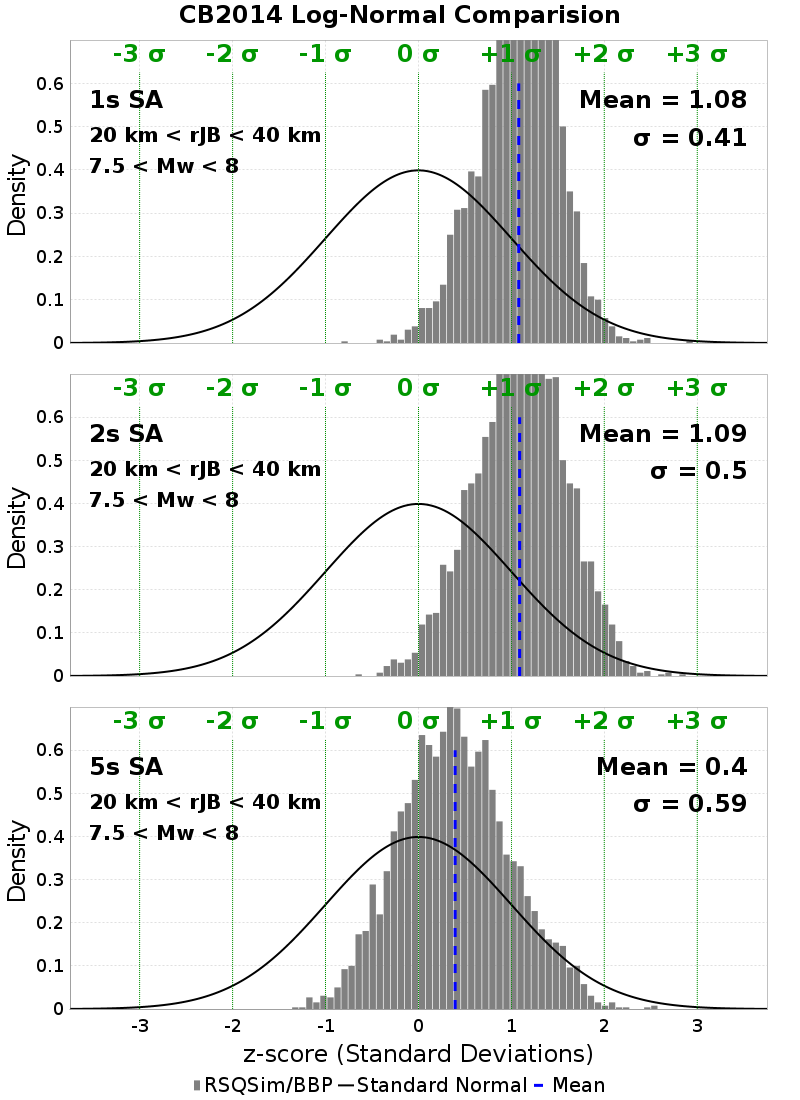 CB2014 Log-Normal Comparision
-3 σ -2 σ -1 σ 0 σ +1 σ +2 σ +3 σ
1s SA
Mean = 1.08
20 km < rJB < 40 km
σ = 0.41
7.5 < Mw < 8
Density
0.6
0.5
0.4
0.3
0.2
0.1
0
-3 σ -2 σ -1 σ 0 σ +1 σ +2 σ +3 σ
2s SA
Mean = 1.09
20 km < rJB < 40 km
σ = 0.5
7.5 < Mw < 8
Density
0.6
0.5
0.4
0.3
0.2
0.1
0
-3 σ -2 σ -1 σ 0 σ +1 σ +2 σ +3 σ
5s SA
Mean = 0.4
20 km < rJB < 40 km
σ = 0.59
7.5 < Mw < 8
Density
0.6
0.5
0.4
0.3
0.2
0.1
0
-3 -2 -1 0 1 2 3
z-score (Standard Deviations)
RSQSim/BBP Standard Normal Mean